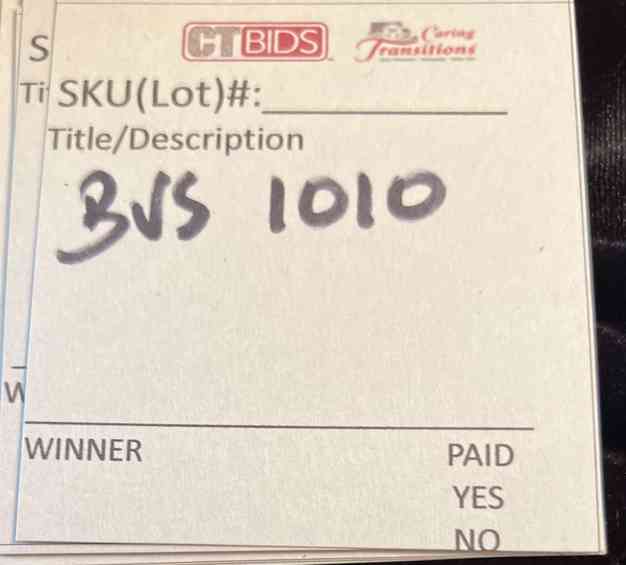 S
CTBIDS
Caring
Transitions
Ti
SKU(Lot)#:
Title/Description
BVS 1010
W
WINNER
PAID
YES
NO